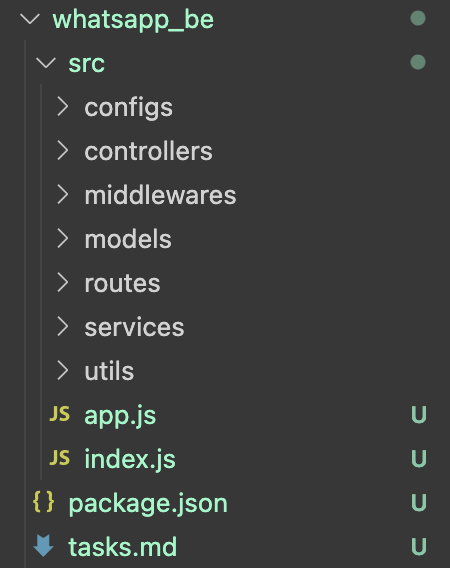 whatsapp_be
src
configs
controllers
middlewares
models
routes
services
utils
JS app.js U
JS index.js U
{} package.json U
tasks.md U